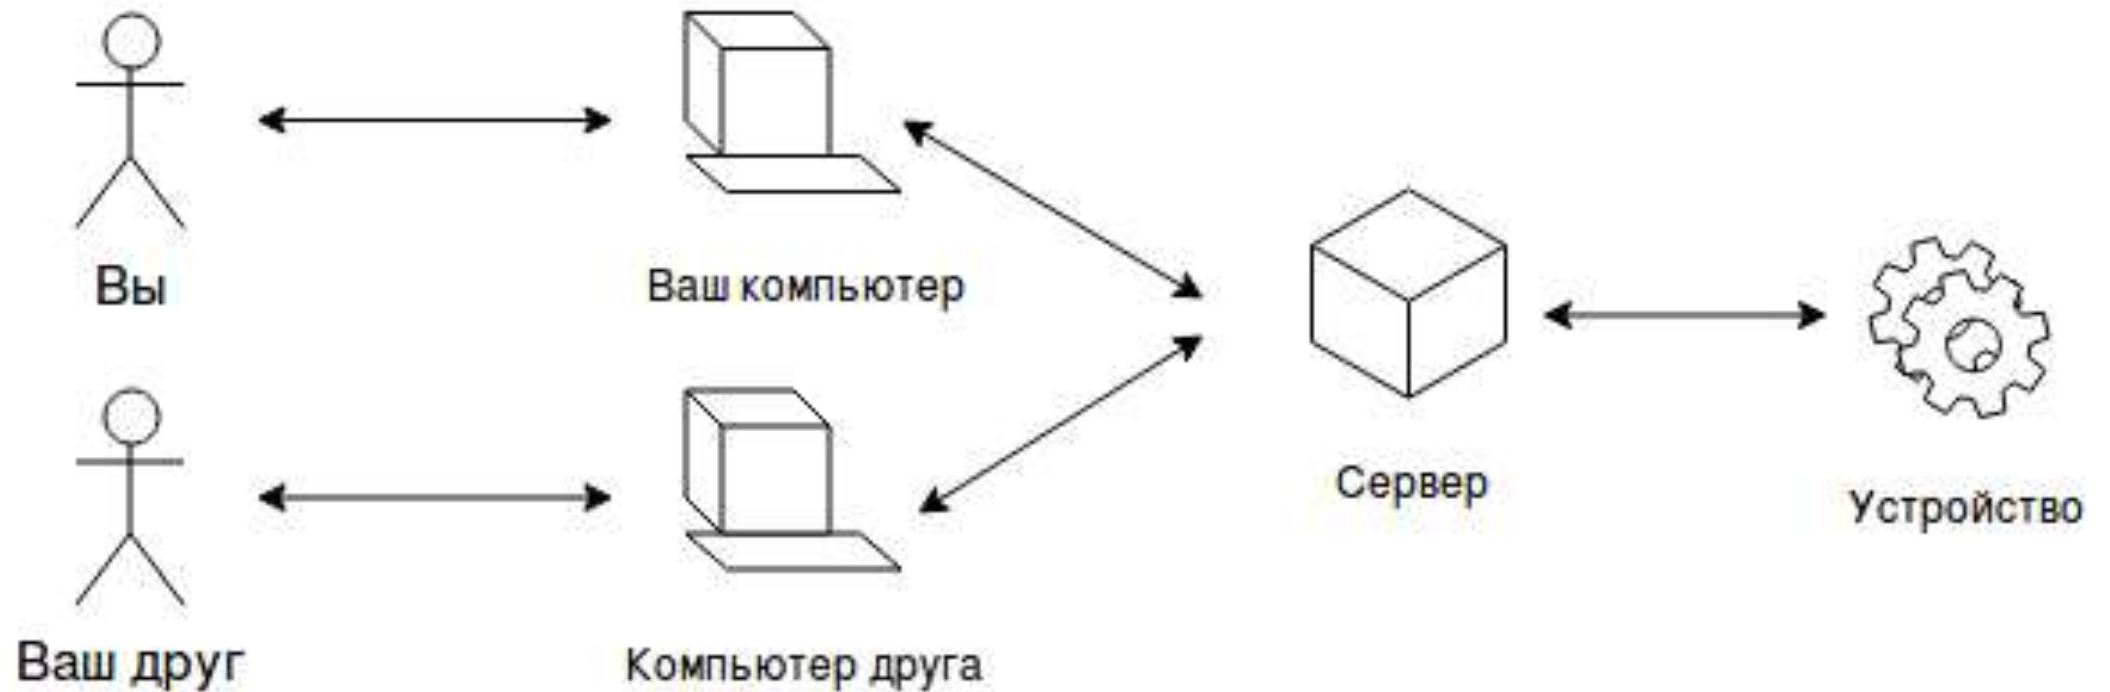 Вы
Ваш компьютер
Сервер
Устройство
Ваш друг
Компьютер друга